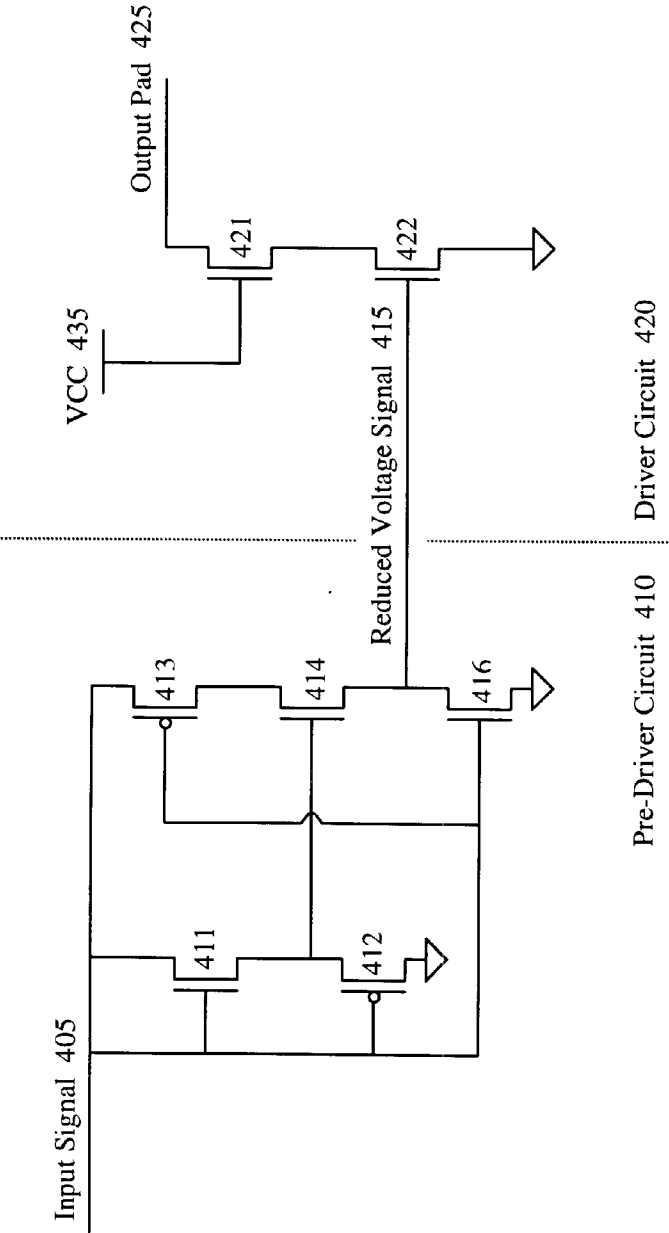 Input Signal 405
VCC 435
Output Pad 425
411
412
413
414
416
421
422
Reduced Voltage Signal 415
Pre-Driver Circuit 410
Driver Circuit 420